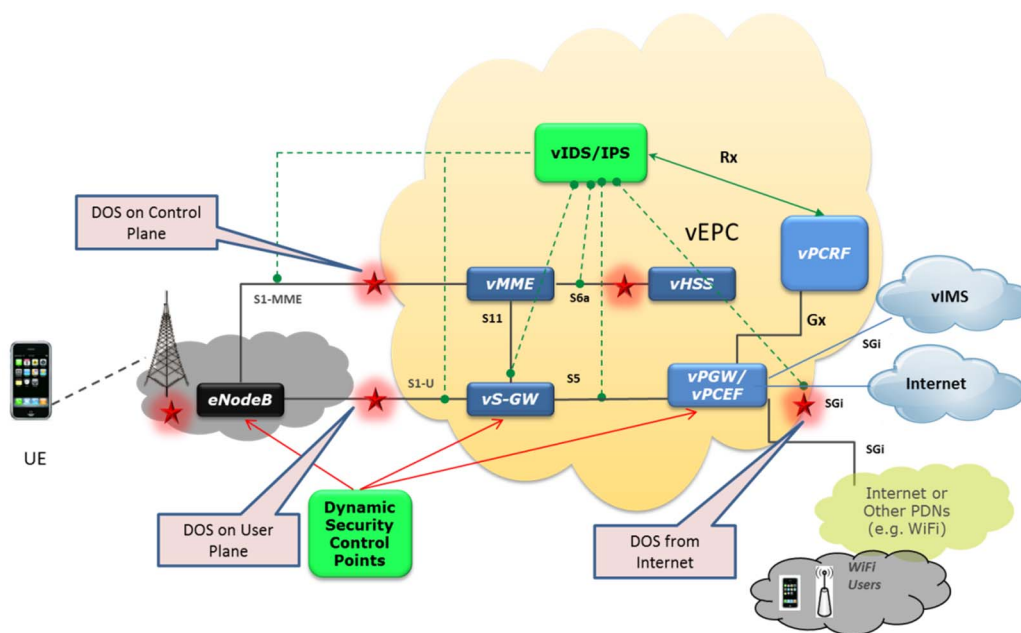 vIDS/IPS
Rx
DOS on Control
Plane
vEPC
vPCRF
vMME
vHSS
S1-MME
S6a
vIMS
S11
Gx
SGi
S1-U
S5
eNodeB
vS-GW
vPGW/
vPCEF
Internet
SGi
UE
SGi
Dynamic
Security
Control
Points
DOS on User
Plane
DOS from
Internet
Internet or
Other PDNs
(e.g. WiFi)
WiFi
Users